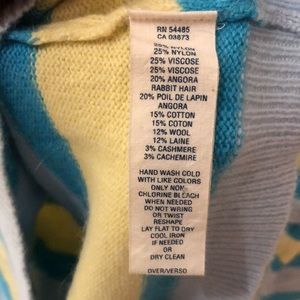 RN 54485
CA 03673
25% NYLON
25% NYLON
25% VISCOSE
25% VISCOSE
20% ANGORA
RABBIT HAIR
20% POIL DE LAPIN
ANGORA
15% COTTON
15% COTON
12% WOOL
12% LAINE
3% CASHMERE
3% CACHEMIRE
HAND WASH COLD
WITH LIKE COLORS
ONLY NON-
CHLORINE BLEACH
WHEN NEEDED
DO NOT WRING
OR TWIST
RESHAPE
LAY FLAT TO DRY
COOL IRON
IF NEEDED
OR
DRY CLEAN
OVER/VERSO